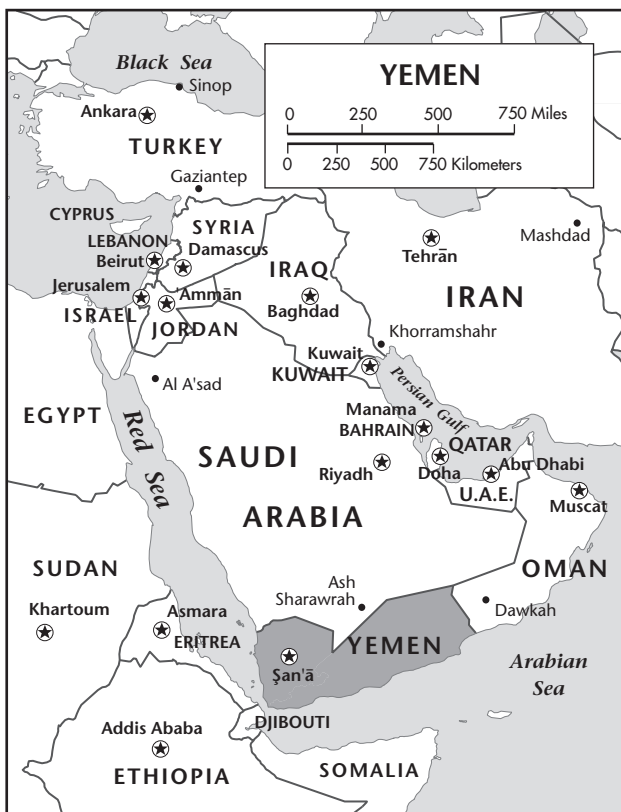 YEMEN
0 250 500 750 Miles
0 250 500 750 Kilometers
Black Sea
Sinop
Ankara
TURKEY
Gaziantep
CYPRUS
SYRIA
LEBANON
Damascus
Beirut
Tehrān
Mashdad
IRAQ
Jerusalem
'Ammān
Baghdad
IRAN
ISRAEL
JORDAN
Khorramshahr
Kuwait
KUWAIT
Al A'sad
Persian Gulf
EGYPT
Red Sea
Manama
BAHRAIN
SAUDI
QATAR
Riyadh
Doha
Abu Dhabi
U.A.E.
Muscat
ARABIA
SUDAN
OMAN
Ash
Sharawrah
Khartoum
Asmara
Dawkah
ERITREA
YEMEN
Arabian
Sea
Şan'ā
Addis Ababa
DJIBOUTI
ETHIOPIA
SOMALIA